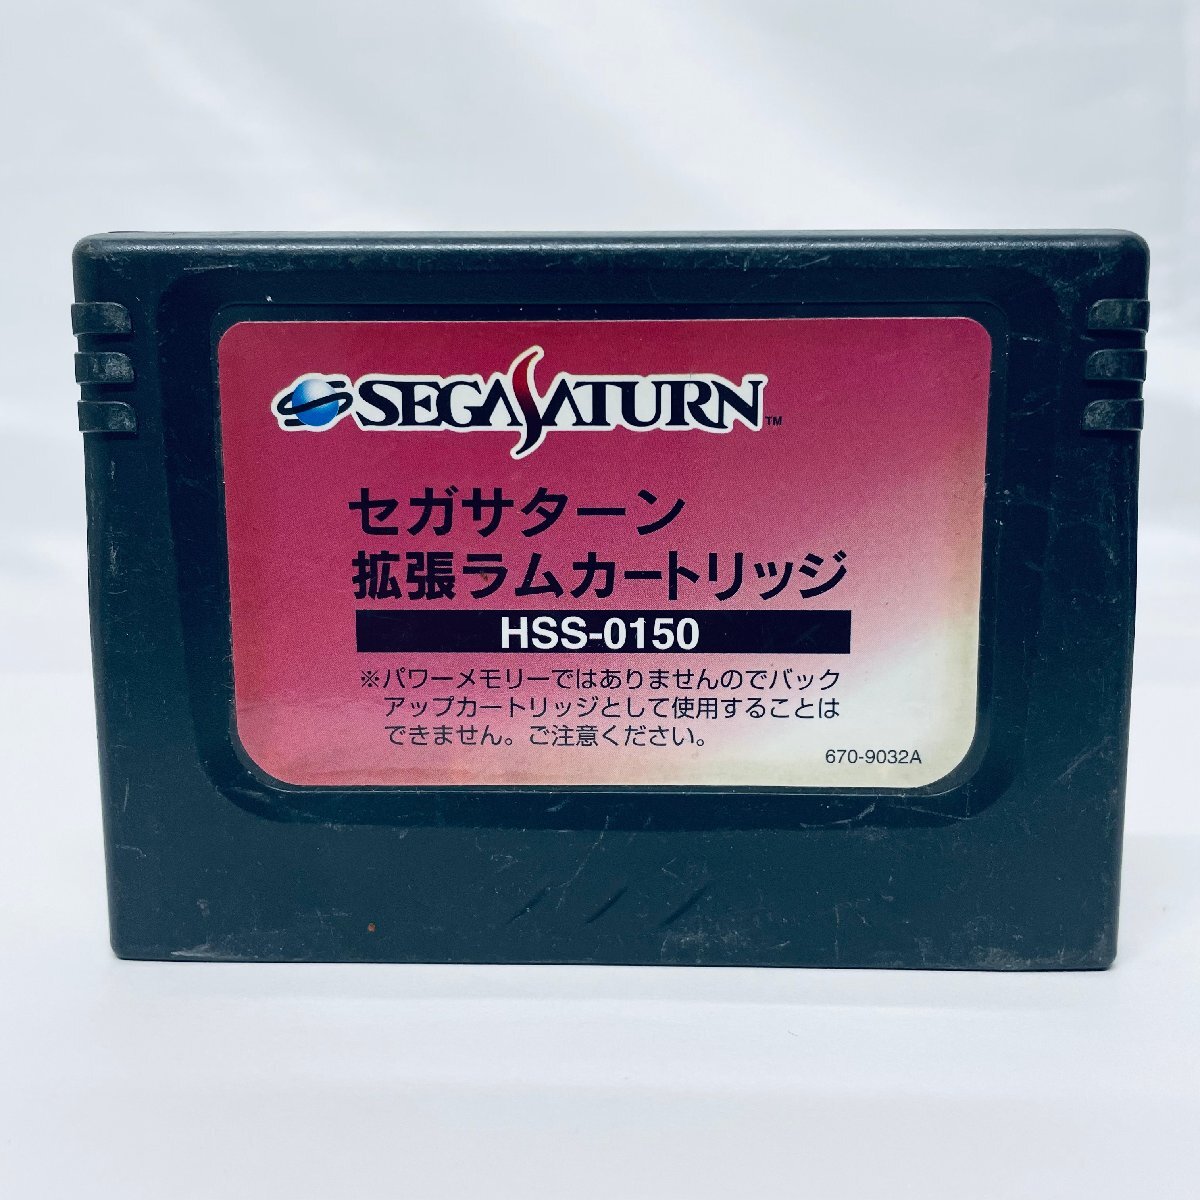 SEGA SATURN™
セガサターン
拡張ラムカートリッジ
HSS-0150
※パワーメモリーではありませんのでバック
アップカートリッジとして使用することは
できません。ご注意ください。
670-9032A